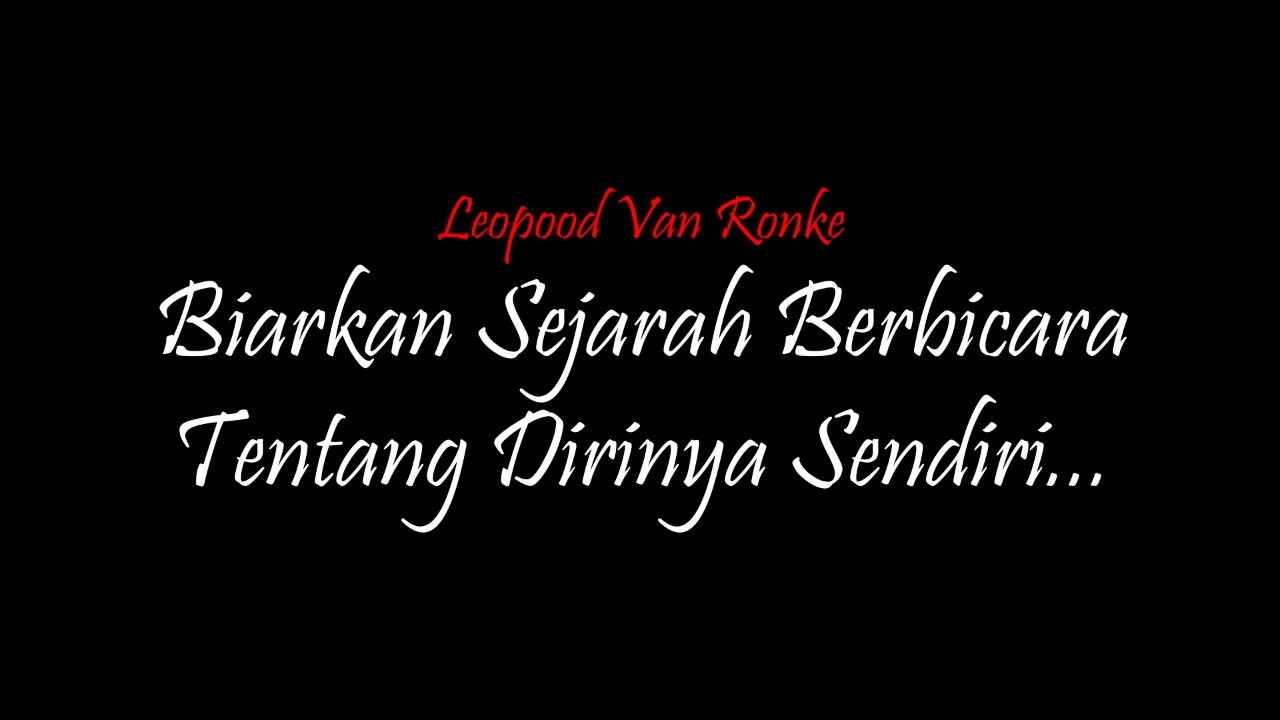 Leopood Van Ronke
Biarkan Sejarah Berbicara
Tentang Dirinya Sendiri...